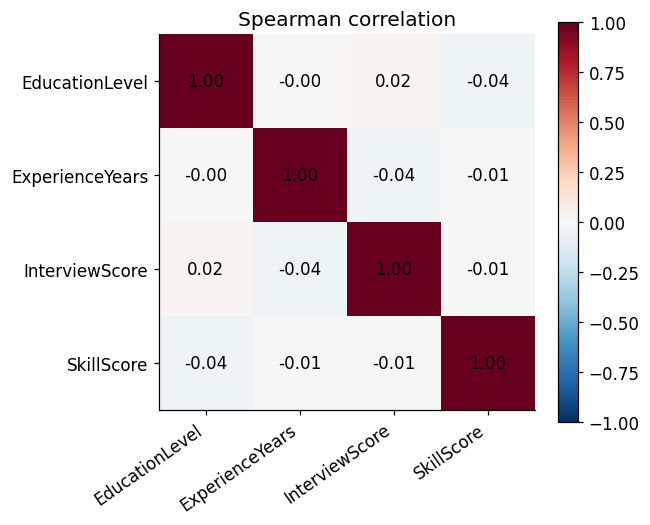 Spearman correlation
EducationLevel 1.00 -0.00 0.02 -0.04
ExperienceYears -0.00 1.00 -0.04 -0.01
InterviewScore 0.02 -0.04 1.00 -0.01
SkillScore -0.04 -0.01 -0.01 1.00
EducationLevel
ExperienceYears
InterviewScore
SkillScore
1.00
0.75
0.50
0.25
0.00
−0.25
−0.50
−0.75
−1.00